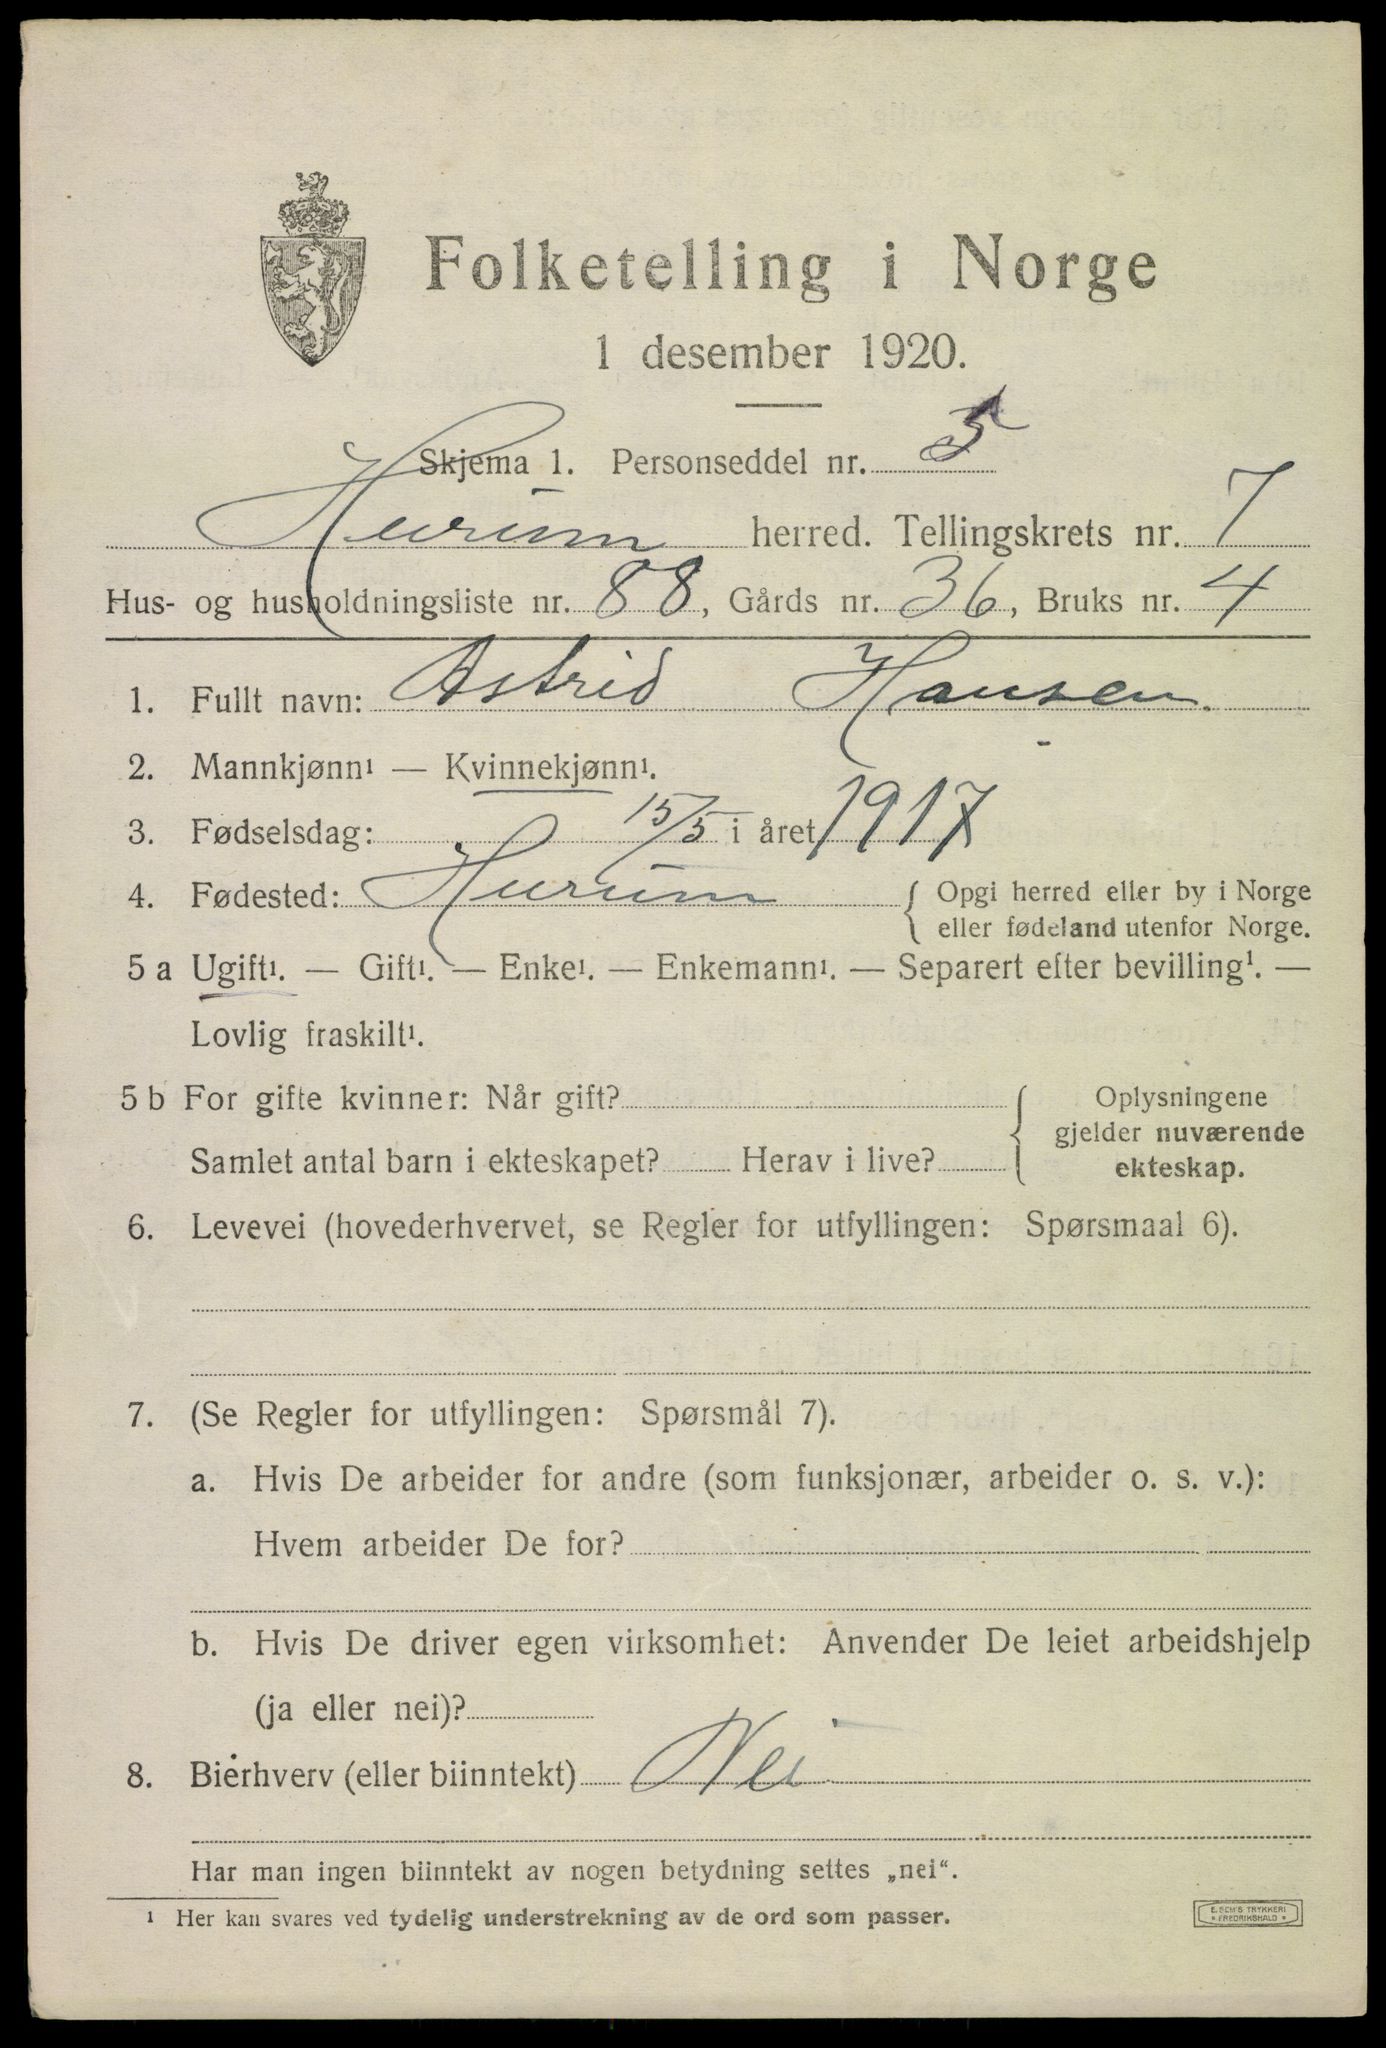 Folketelling i Norge
1 desember 1920.
Skjema 1. Personseddel nr. 5
Hurum herred. Tellingskrets nr. 7
Hus- og husholdningsliste nr. 88, Gårds nr. 36, Bruks nr. 4
1. Fullt navn: Astrid Hansen.
2. Mannkjønn¹ — Kvinnekjønn¹.
3. Fødselsdag: 15/5 i året 1917
4. Fødested: Hurum { Opgi herred eller by i Norge
eller fødeland utenfor Norge.
5 a Ugift¹. — Gift¹. — Enke¹. — Enkemann¹. — Separert efter bevilling¹. —
Lovlig fraskilt¹.
5 b For gifte kvinner: Når gift? { Oplysningene
gjelder nuværende
Samlet antal barn i ekteskapet? Herav i live? ekteskap.
6. Levevei (hovederhvervet, se Regler for utfyllingen: Spørsmaal 6).
7. (Se Regler for utfyllingen: Spørsmål 7).
a. Hvis De arbeider for andre (som funksjonær, arbeider o. s. v.):
Hvem arbeider De for?
b. Hvis De driver egen virksomhet: Anvender De leiet arbeidshjelp
(ja eller nei)?
8. Bierhverv (eller biinntekt) Nei
Har man ingen biinntekt av nogen betydning settes „nei“.
¹ Her kan svares ved tydelig understrekning av de ord som passer.
E. SEM'S TRYKKERI
* FREDRIKSHALD *